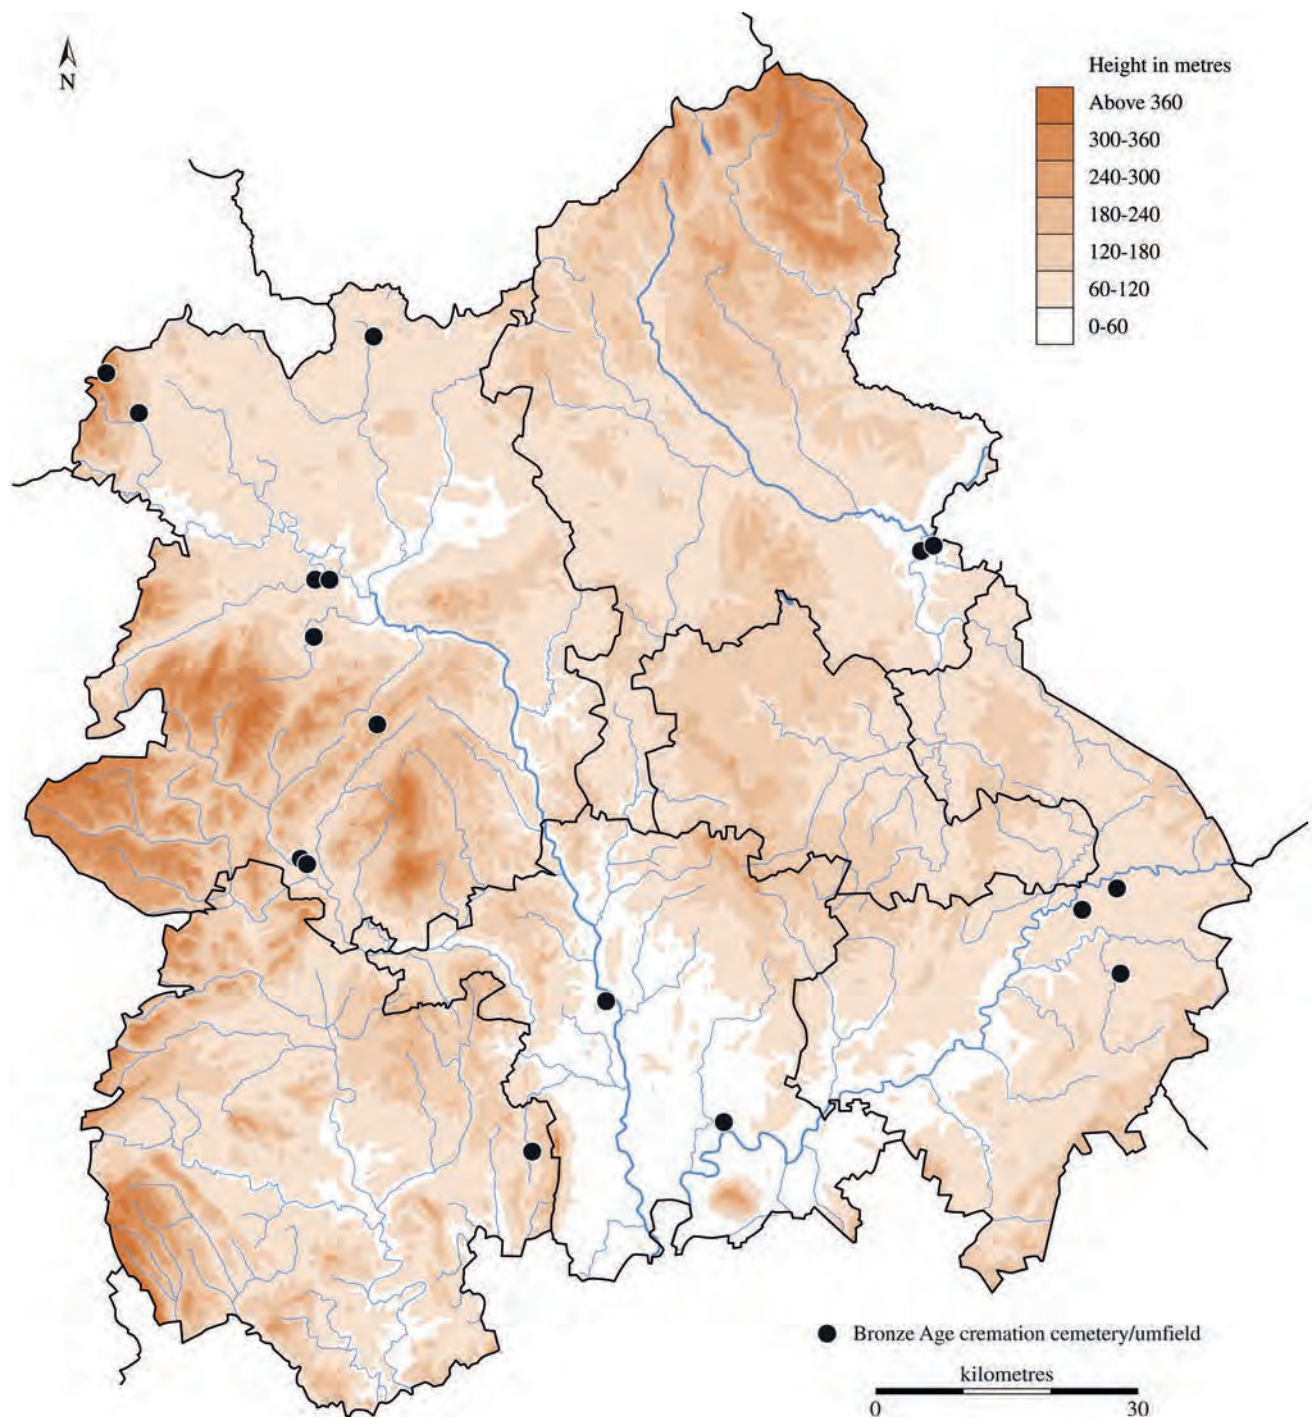 N
Height in metres
Above 360
300-360
240-300
180-240
120-180
60-120
0-60
Bronze Age cremation cemetery/umfield
kilometres
0 30